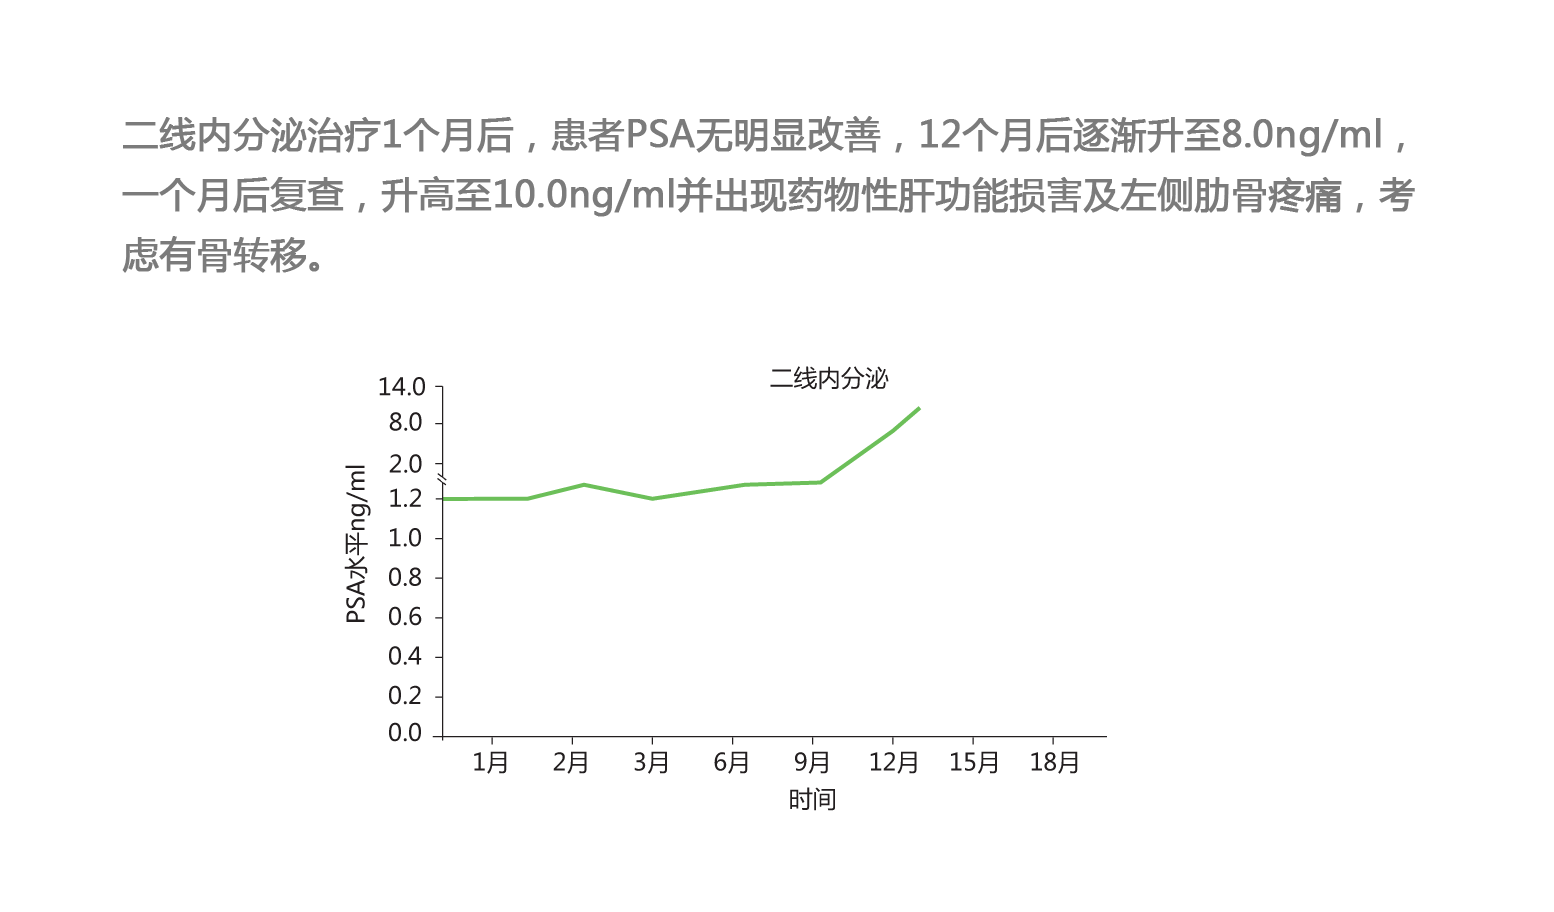 二线内分泌治疗1个月后，患者PSA无明显改善，12个月后逐渐升至8.0ng/ml，
一个月后复查，升高至10.0ng/ml并出现药物性肝功能损害及左侧肋骨疼痛，考
虑有骨转移。
二线内分泌
14.0
8.0
2.0
1.2
1.0
0.8
0.6
0.4
0.2
0.0
PSA水平ng/ml
1月 2月 3月 6月 9月 12月 15月 18月
时间